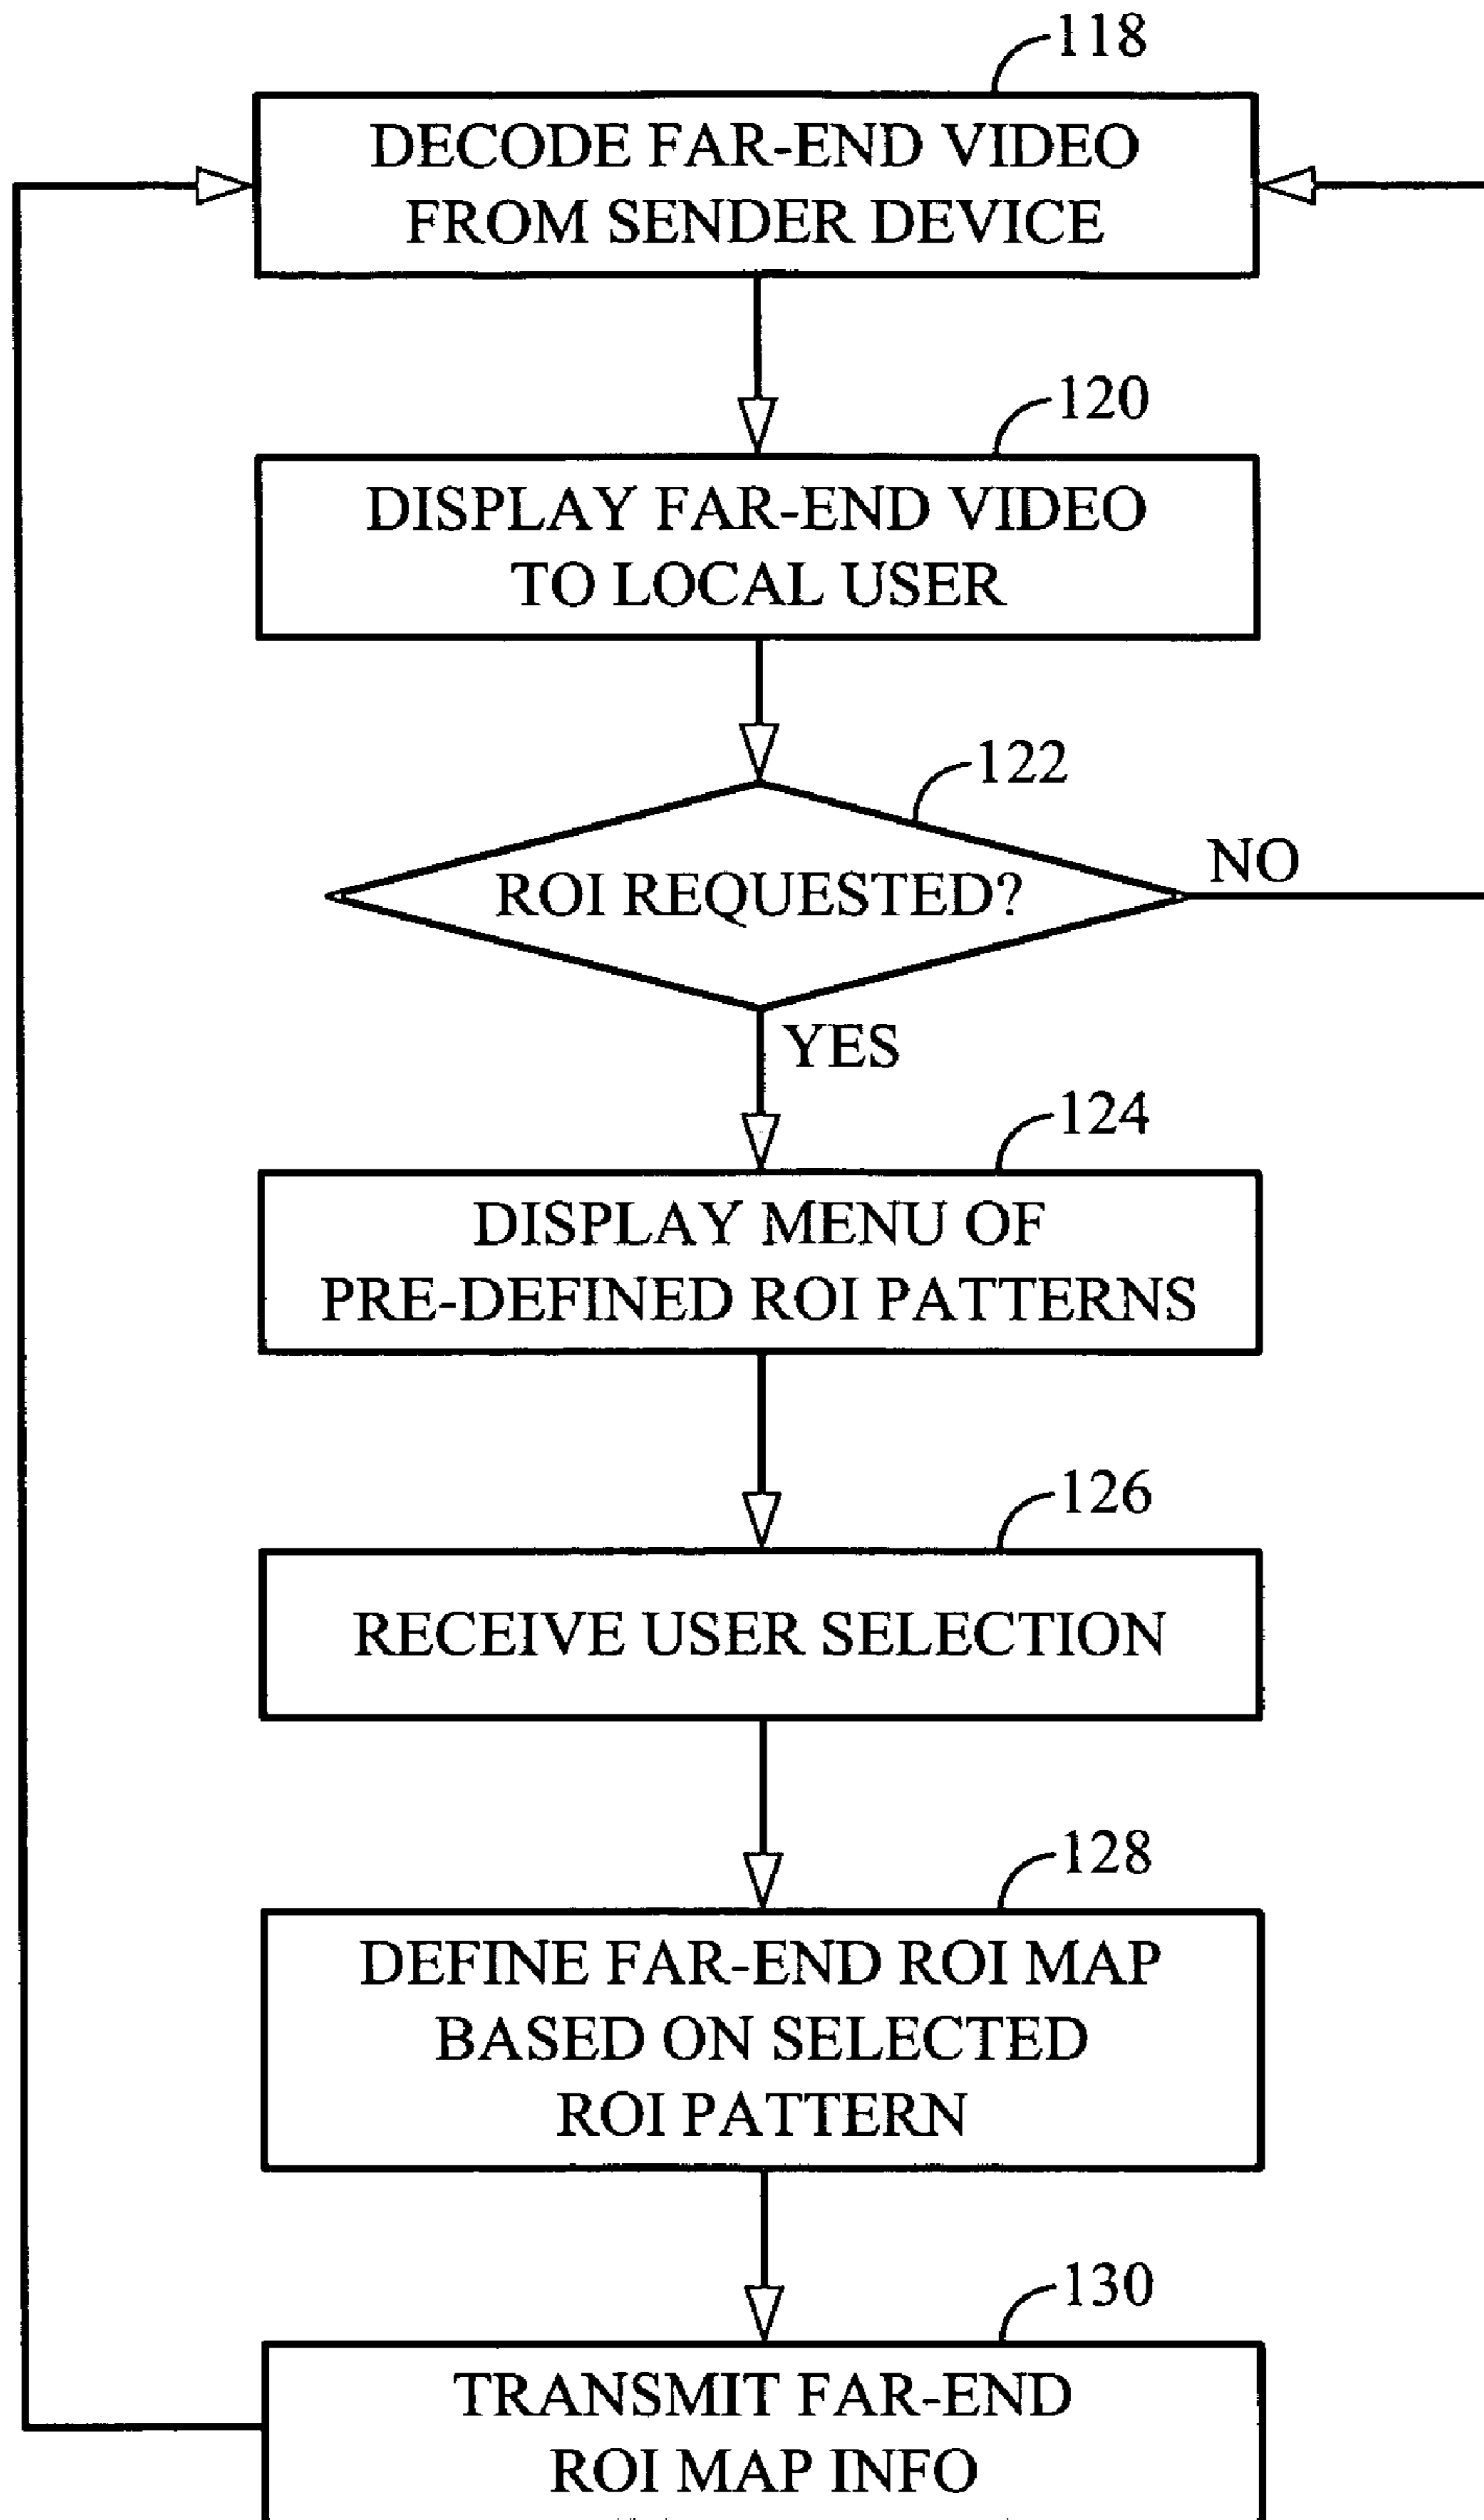 118
DECODE FAR-END VIDEO
FROM SENDER DEVICE
120
DISPLAY FAR-END VIDEO
TO LOCAL USER
122
ROI REQUESTED?
NO
YES
124
DISPLAY MENU OF
PRE-DEFINED ROI PATTERNS
126
RECEIVE USER SELECTION
128
DEFINE FAR-END ROI MAP
BASED ON SELECTED
ROI PATTERN
130
TRANSMIT FAR-END
ROI MAP INFO